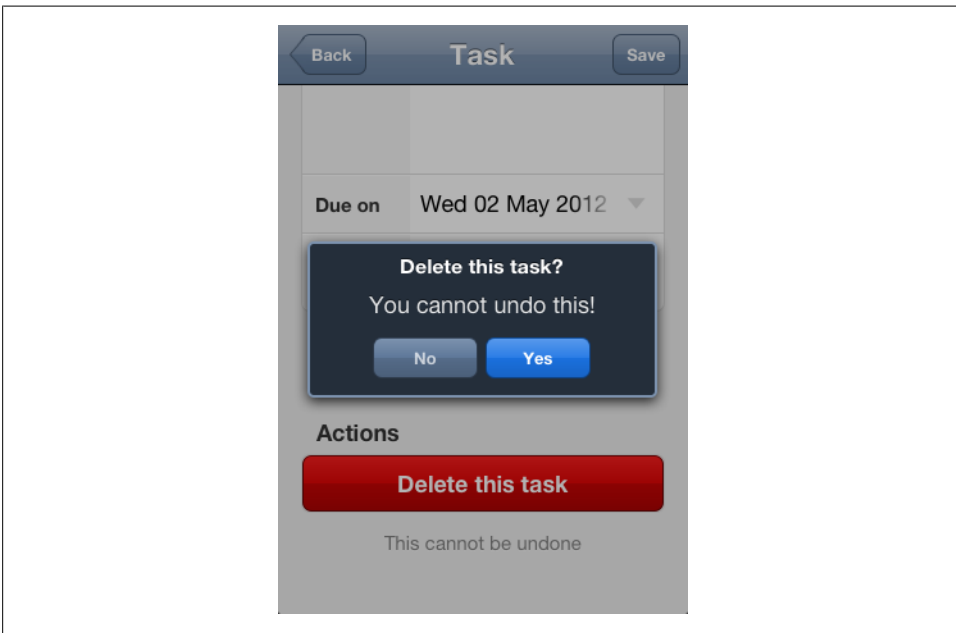 Back Task Save
Due on Wed 02 May 2012
Delete this task?
You cannot undo this!
No Yes
Actions
Delete this task
This cannot be undone